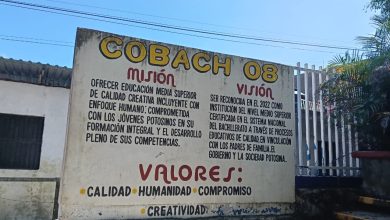 COBACH 08
MISIÓN
OFRECER EDUCACIÓN MEDIA SUPERIOR
DE CALIDAD CREATIVA INCLUYENTE CON
ENFOQUE HUMANO; COMPROMETIDA
CON LOS JÓVENES POTOSINOS EN SU
FORMACIÓN INTEGRAL Y EL DESARROLLO
PLENO DE SUS COMPETENCIAS.
VISIÓN
SER RECONOCIDA EN EL 2022 COMO
INSTITUCIÓN DEL NIVEL MEDIO SUPERIOR
CERTIFICADA EN EL SISTEMA NACIONAL
DEL BACHILLERATO A TRAVÉS DE PROCESOS
EDUCATIVOS DE CALIDAD EN VINCULACIÓN
CON LOS PADRES DE FAMILIA, EL
GOBIERNO Y LA SOCIEDAD POTOSINA.
VALORES:
·CALIDAD ·HUMANIDAD ·COMPROMISO
·CREATIVIDAD